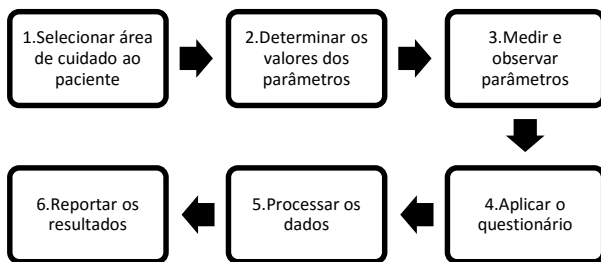 1.Selecionar área
de cuidado ao
paciente
2.Determinar os
valores dos
parâmetros
3.Medir e
observar
parâmetros
4.Aplicar o
questionário
5.Processar os
dados
6.Reportar os
resultados